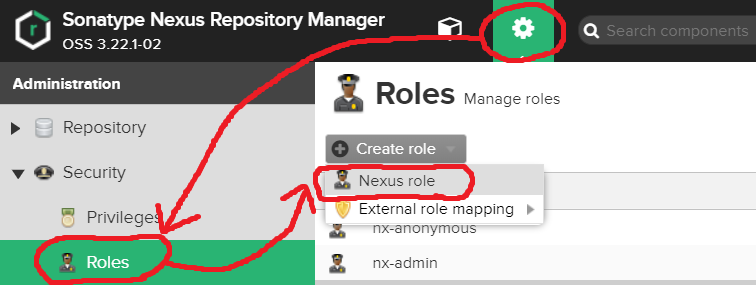 Sonatype Nexus Repository Manager
OSS 3.22.1-02
Search components
Administration
Repository
Security
Privileges
Roles
Roles Manage roles
Create role
Nexus role
External role mapping
nx-anonymous
nx-admin